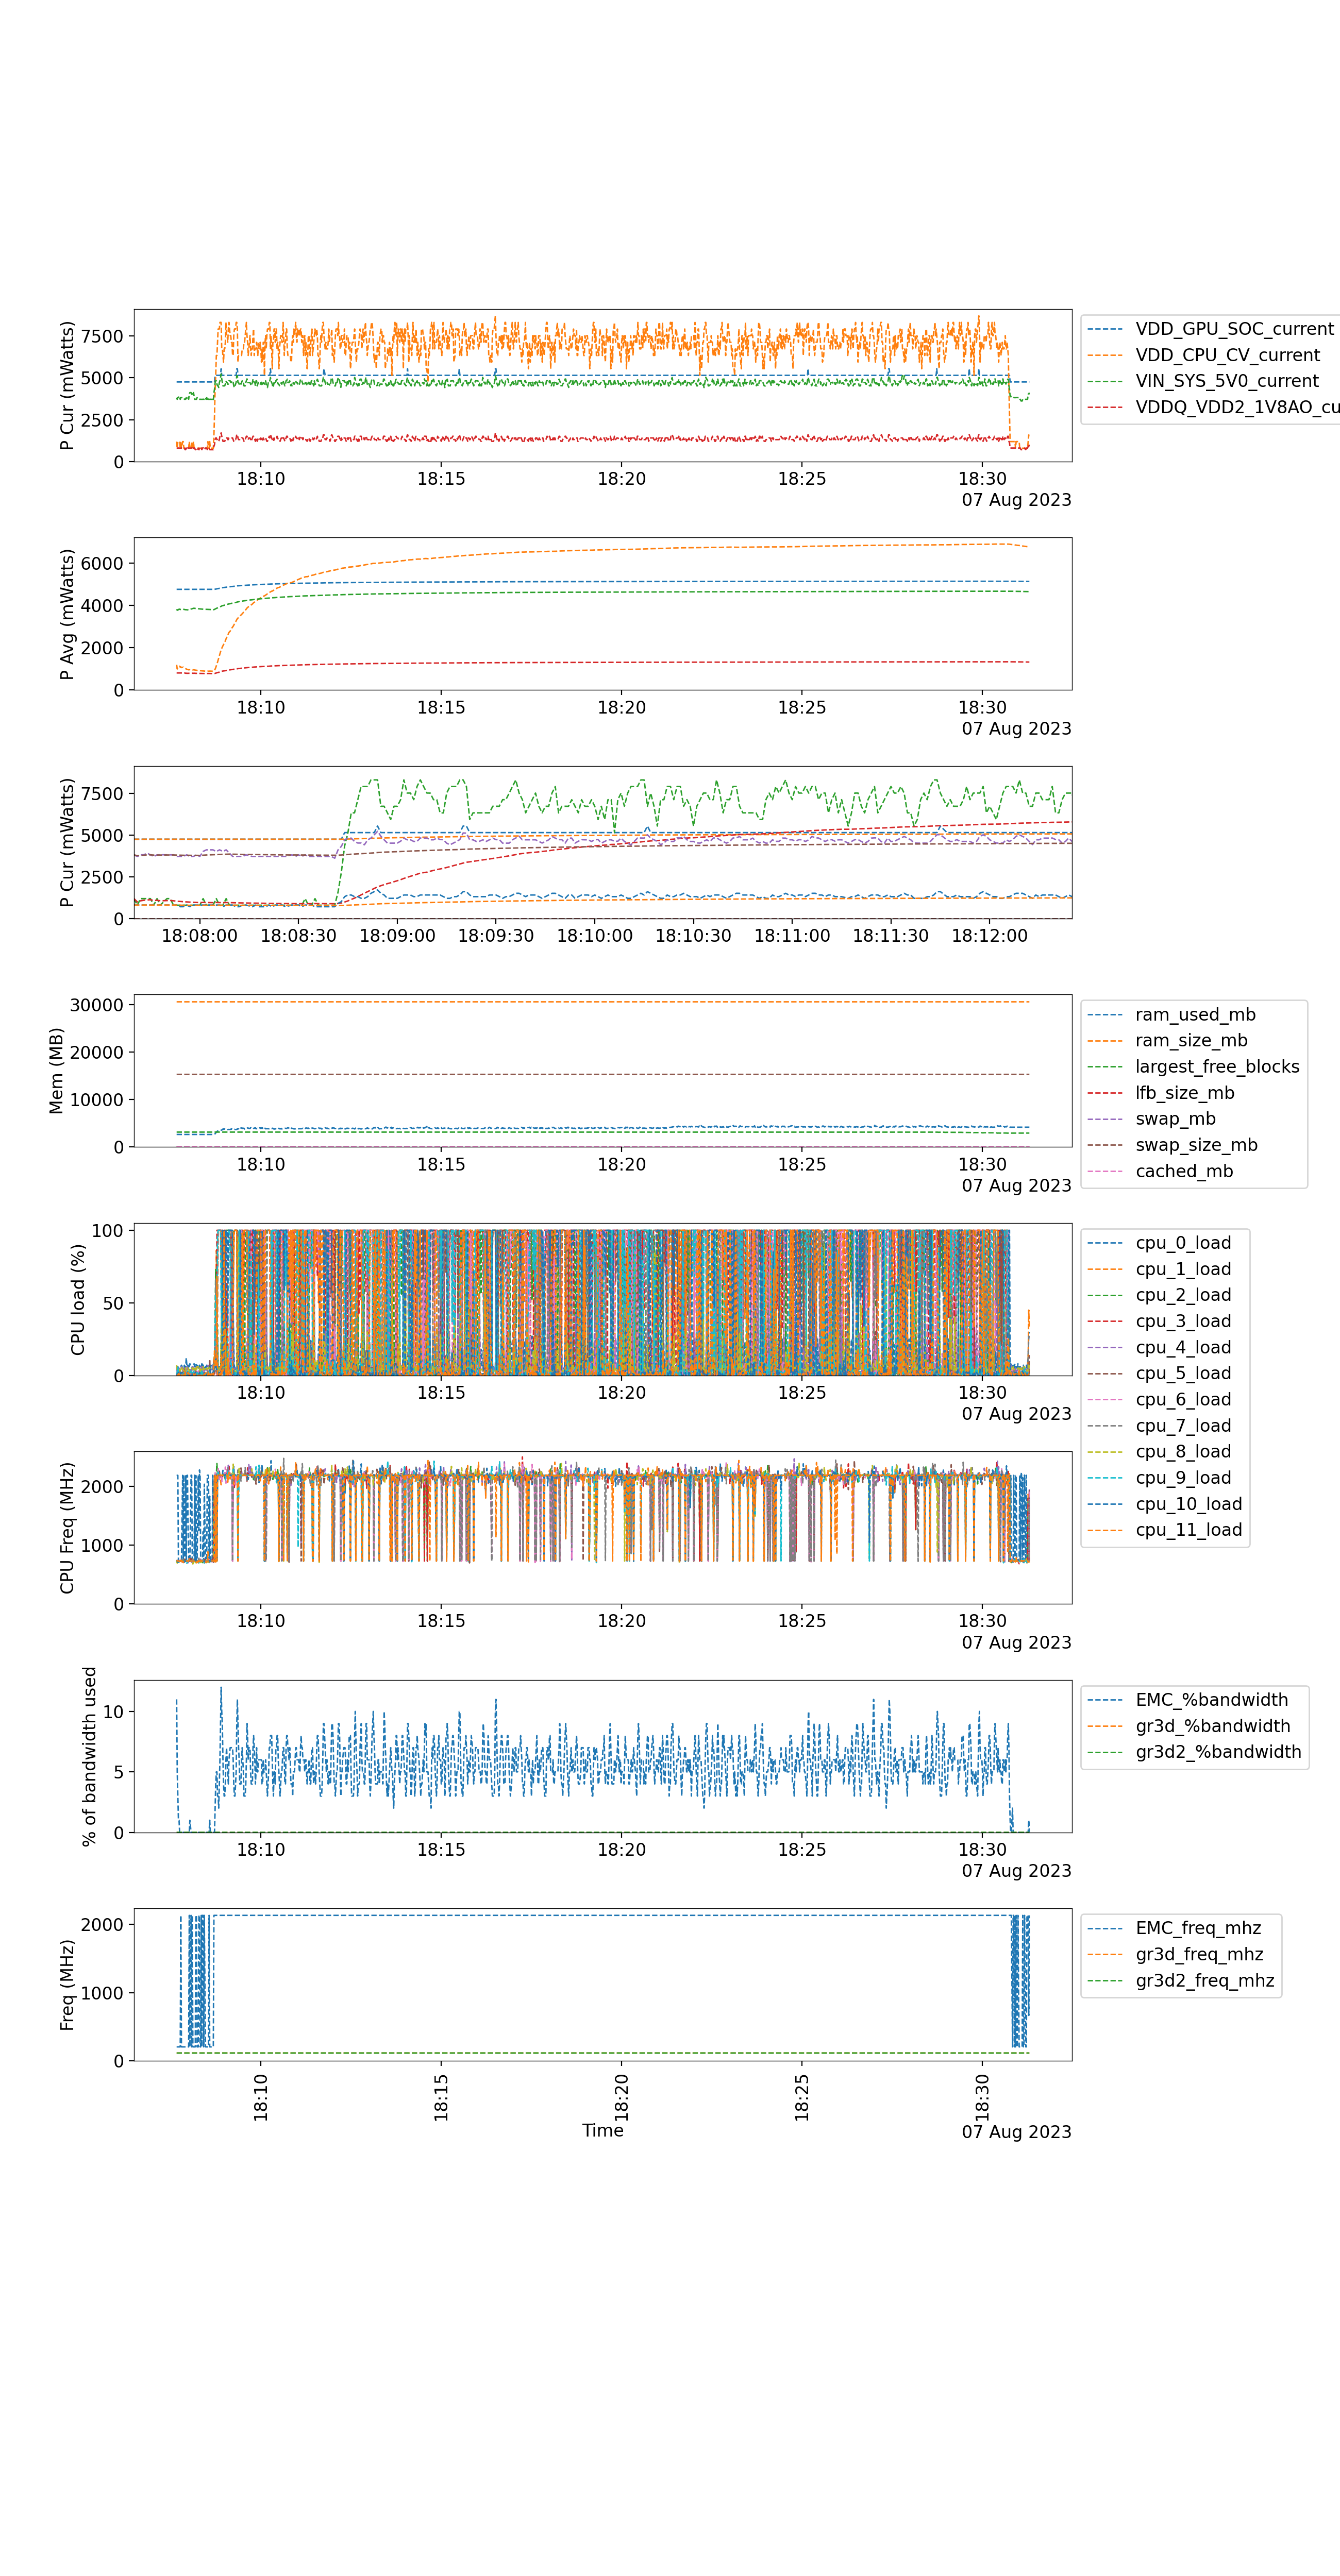 P Cur (mWatts)
7500
5000
2500
0
18:10 18:15 18:20 18:25 18:30
07 Aug 2023
VDD_GPU_SOC_current
VDD_CPU_CV_current
VIN_SYS_5V0_current
VDDQ_VDD2_1V8AO_cu
P Avg (mWatts)
6000
4000
2000
0
18:10 18:15 18:20 18:25 18:30
07 Aug 2023
P Cur (mWatts)
7500
5000
2500
0
18:08:00 18:08:30 18:09:00 18:09:30 18:10:00 18:10:30 18:11:00 18:11:30 18:12:00
Mem (MB)
30000
20000
10000
0
18:10 18:15 18:20 18:25 18:30
07 Aug 2023
ram_used_mb
ram_size_mb
largest_free_blocks
lfb_size_mb
swap_mb
swap_size_mb
cached_mb
CPU load (%)
100
50
0
18:10 18:15 18:20 18:25 18:30
07 Aug 2023
cpu_0_load
cpu_1_load
cpu_2_load
cpu_3_load
cpu_4_load
cpu_5_load
cpu_6_load
cpu_7_load
cpu_8_load
cpu_9_load
cpu_10_load
cpu_11_load
CPU Freq (MHz)
2000
1000
0
18:10 18:15 18:20 18:25 18:30
07 Aug 2023
% of bandwidth used
10
5
0
18:10 18:15 18:20 18:25 18:30
07 Aug 2023
EMC_%bandwidth
gr3d_%bandwidth
gr3d2_%bandwidth
Freq (MHz)
2000
1000
0
18:10 18:15 18:20 18:25 18:30
Time
07 Aug 2023
EMC_freq_mhz
gr3d_freq_mhz
gr3d2_freq_mhz